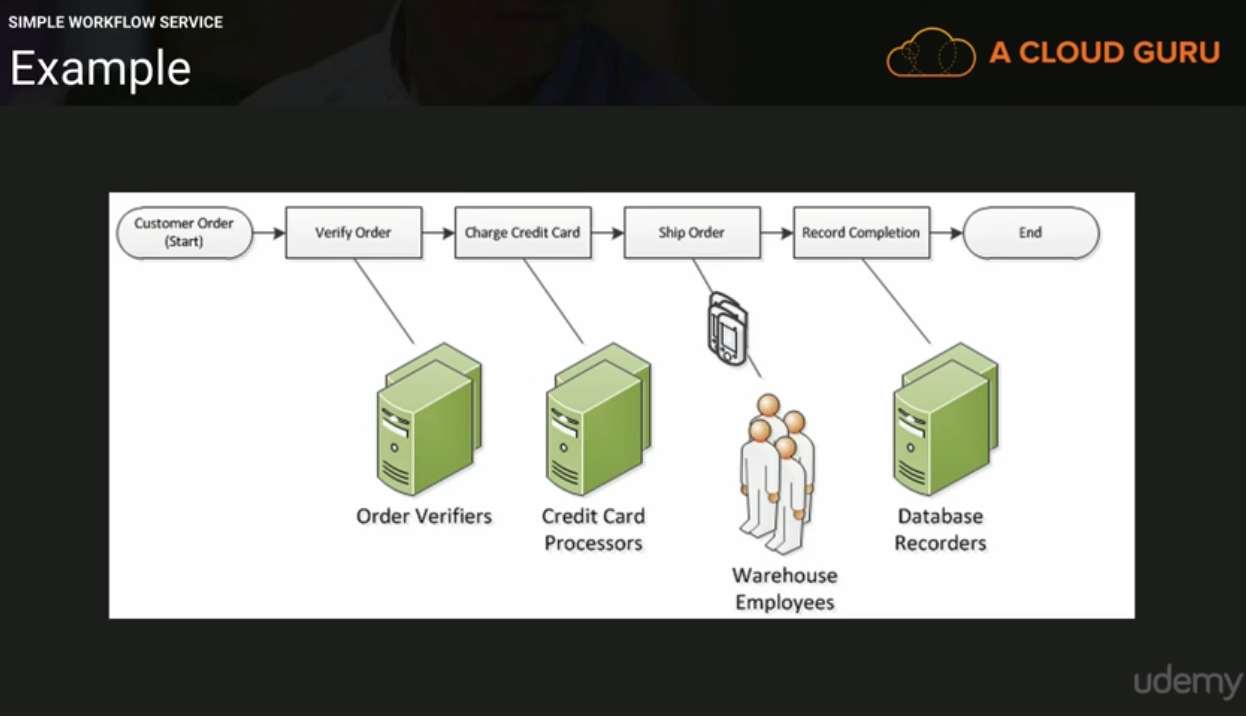 SIMPLE WORKFLOW SERVICE
Example
A CLOUD GURU
Customer Order
(Start)
Verify Order
Charge Credit Card
Ship Order
Record Completion
End
Order Verifiers
Credit Card
Processors
Warehouse
Employees
Database
Recorders
udemy